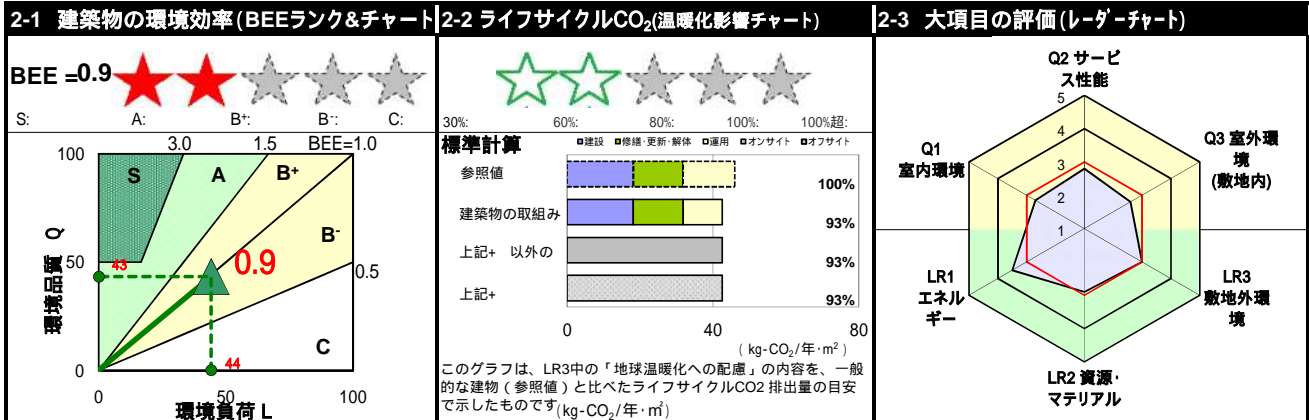 2-1 建築物の環境効率(BEEランク&チャート
BEE =0.9
S: A: B+: B-: C:
3.0 1.5 BEE=1.0
100
S A B+
B-
0.5
環境品質 Q
50
43
0.9
C
44
0
0 50 100
環境負荷 L
2-2 ライフサイクルCO2(温暖化影響チャート)
30%: 60%: 80%: 100%: 100%超:
標準計算
建設 修繕・更新・解体 運用 オンサイト オフサイト
参照値 100%
建築物の取組み 93%
上記+ 以外の 93%
上記+ 93%
0 40 80
( kg-CO2/年・m² )
このグラフは、LR3中の「地球温暖化への配慮」の内容を、一般
的な建物(参照値)と比べたライフサイクルCO2 排出量の目安
で示したものです(kg-CO2/年・㎡)
2-3 大項目の評価(レーダーチャート)
Q2 サービ
ス性能
5
4
3
2
1
Q1
室内環境
Q3 室外環
境
(敷地内)
LR1
エネル
ギー
LR3
敷地外環
境
LR2 資源・
マテリアル